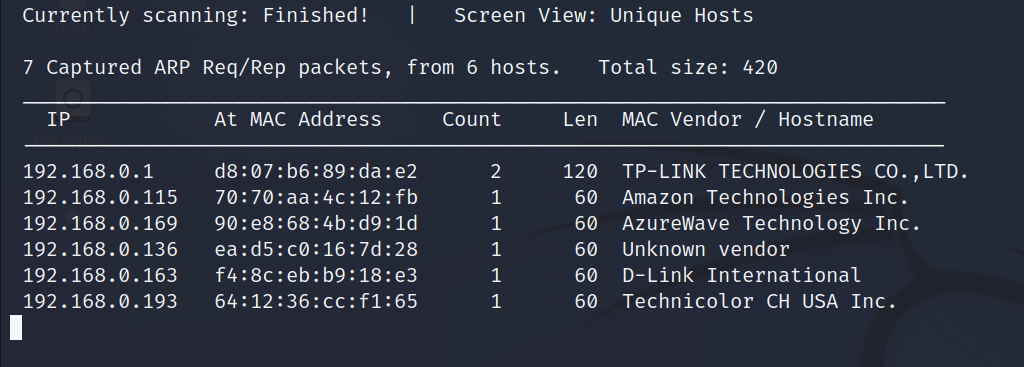 Currently scanning: Finished!   |   Screen View: Unique Hosts
7 Captured ARP Req/Rep packets, from 6 hosts.   Total size: 420
IP            At MAC Address     Count     Len  MAC Vendor / Hostname
192.168.0.1     d8:07:b6:89:da:e2      2     120  TP-LINK TECHNOLOGIES CO.,LTD.
192.168.0.115   70:70:aa:4c:12:fb      1      60  Amazon Technologies Inc.
192.168.0.169   90:e8:68:4b:d9:1d      1      60  AzureWave Technology Inc.
192.168.0.136   ea:d5:c0:16:7d:28      1      60  Unknown vendor
192.168.0.163   f4:8c:eb:b9:18:e3      1      60  D-Link International
192.168.0.193   64:12:36:cc:f1:65      1      60  Technicolor CH USA Inc.